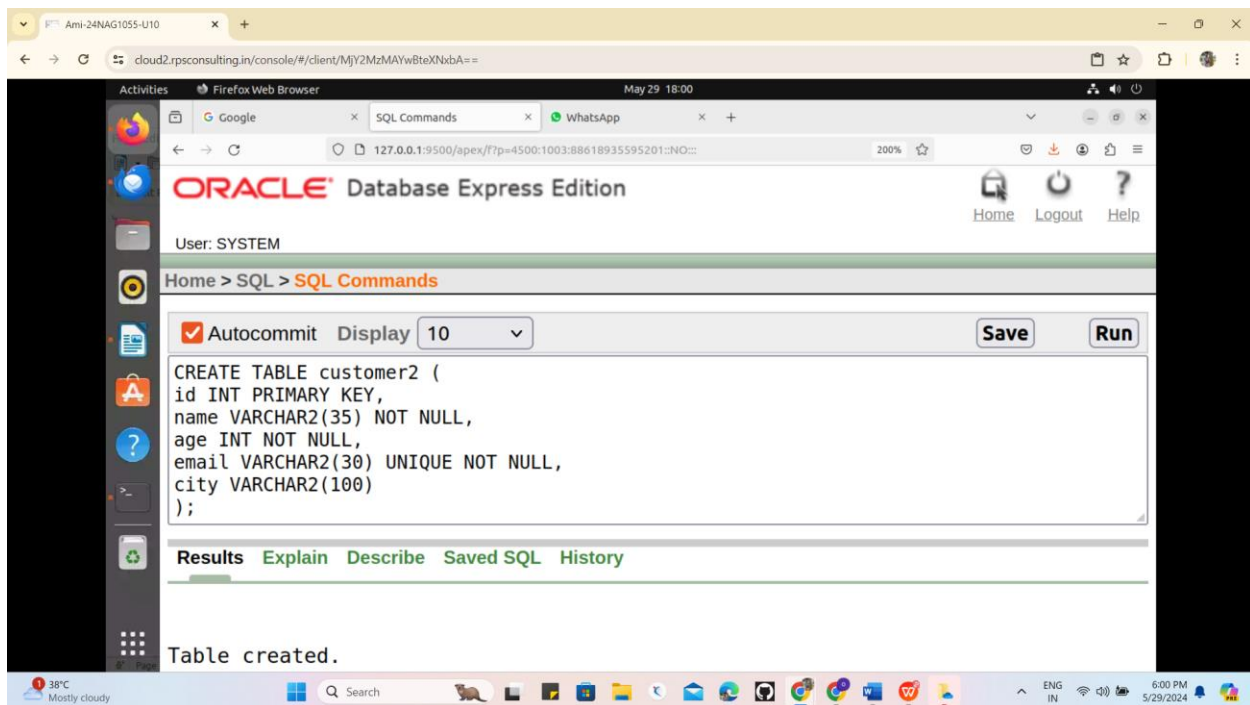 Ami-24NAG1055-U10
cloud2.rpsconsulting.in/console/#/client/MjY2MzMAYwBteXNxbA==
Activities Firefox Web Browser May 29 18:00
Google SQL Commands WhatsApp
127.0.0.1:9500/apex/f?p=4500:1003:88618935595201::NO::: 200%
ORACLE Database Express Edition
Home Logout Help
User: SYSTEM
Home > SQL > SQL Commands
Autocommit Display 10 Save Run
CREATE TABLE customer2 (
id INT PRIMARY KEY,
name VARCHAR2(35) NOT NULL,
age INT NOT NULL,
email VARCHAR2(30) UNIQUE NOT NULL,
city VARCHAR2(100)
);
Results Explain Describe Saved SQL History
Table created.
38°C
Mostly cloudy
Search
ENG
IN
6:00 PM
5/29/2024